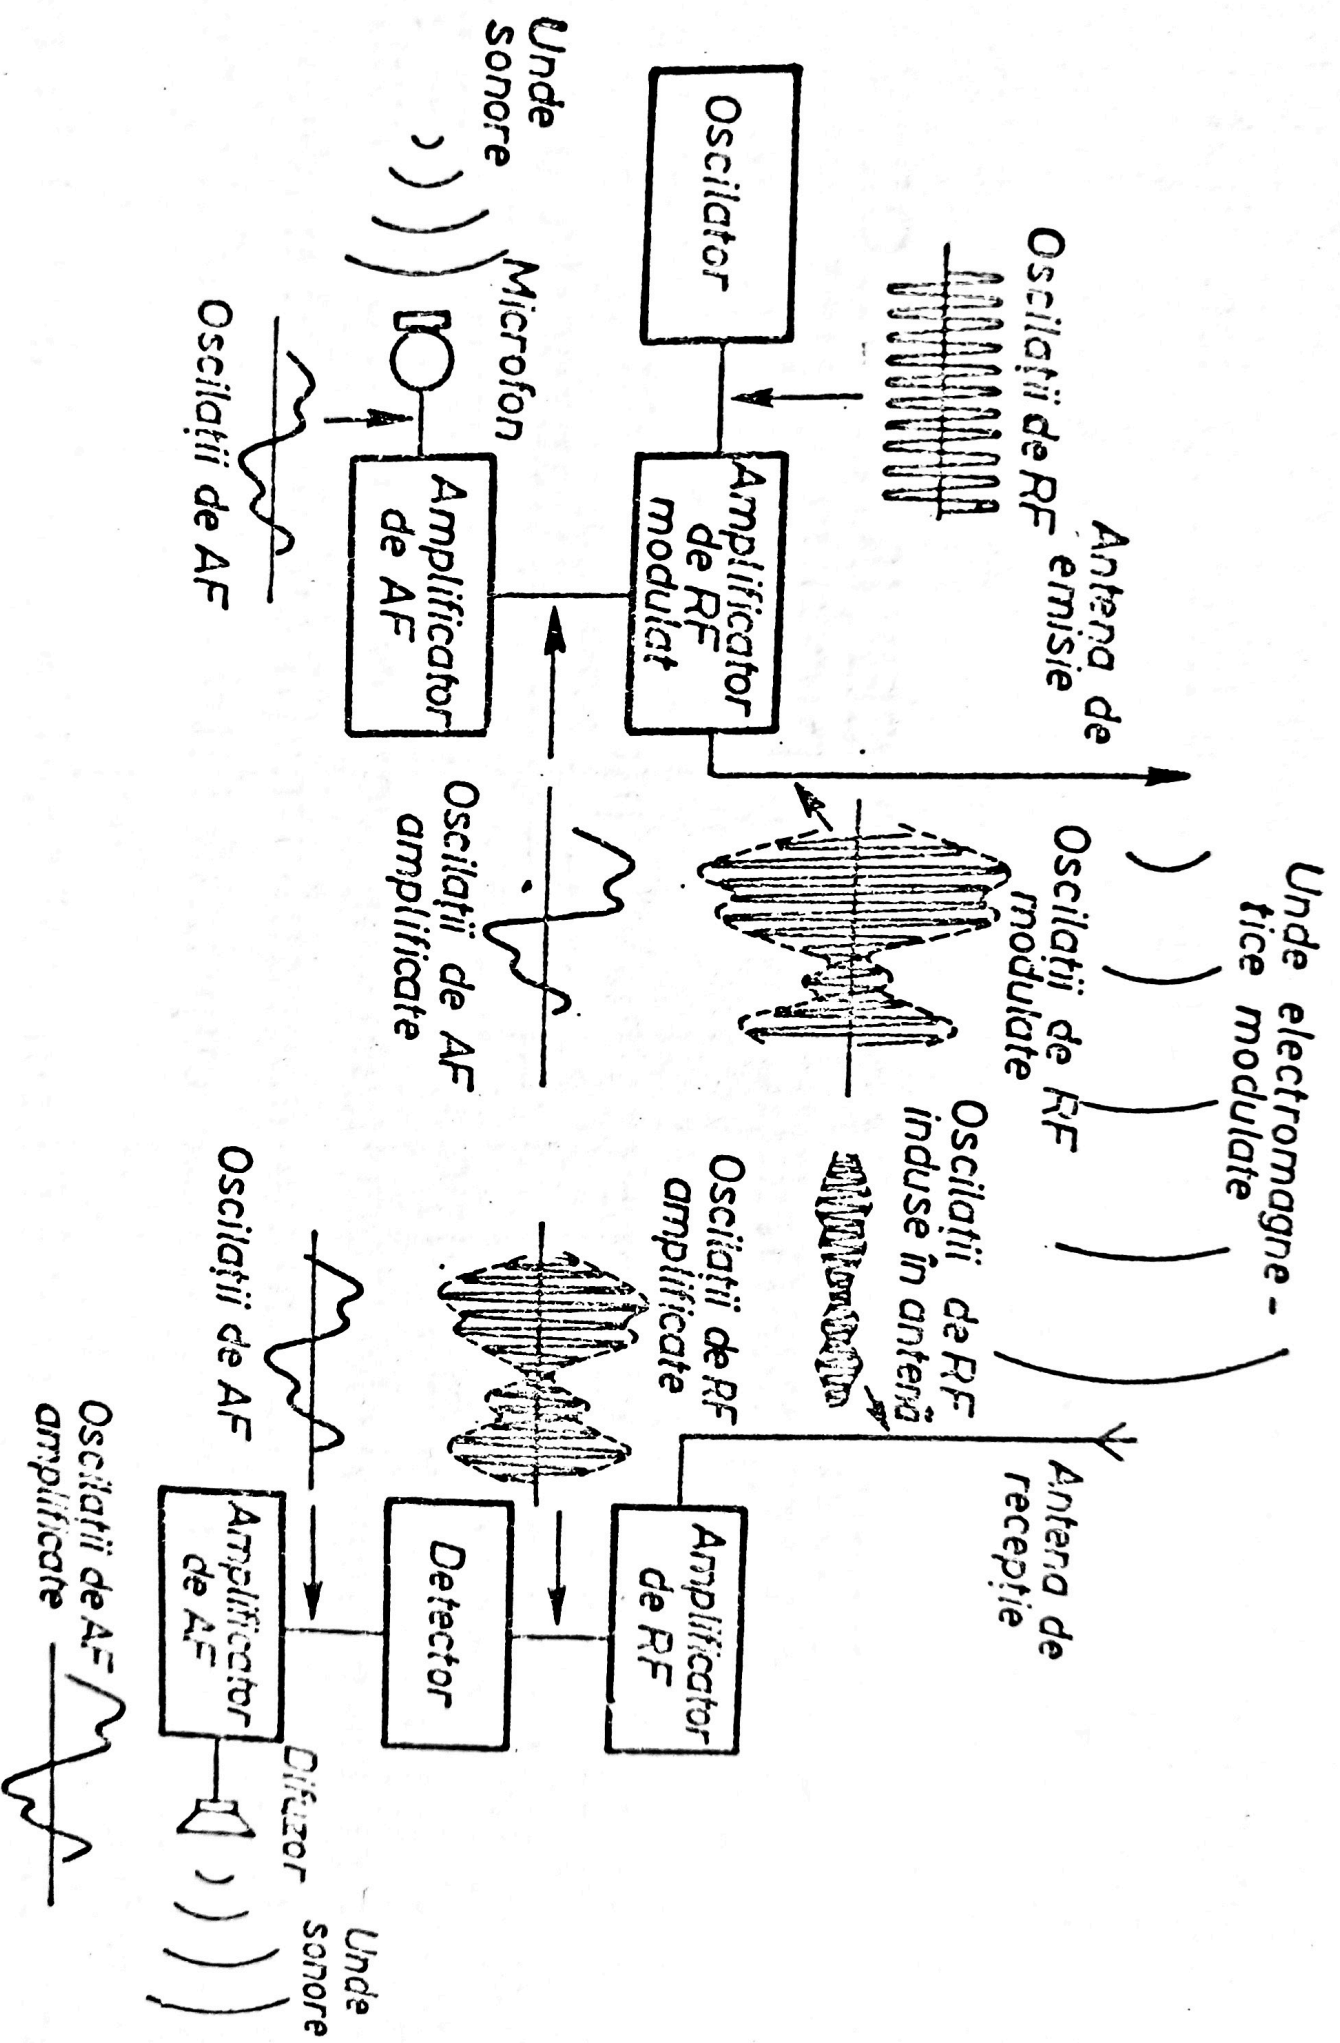 Unde electromagne-
tice modulate
Antena de
emisie
Oscilații de RF
Oscilator
Amplificator
de RF
modulat
Oscilații de RF
modulate
Unde
sonore
Microfon
Amplificator
de AF
Oscilații de AF
Oscilații de AF
amplificate
Antena de
recepție
Oscilații de RF
induse în antenă
Oscilații de RF
amplificate
Amplificator
de RF
Detector
Oscilații de AF
Amplificator
de AF
Difuzor
Unde
sonore
Oscilații de AF
amplificate